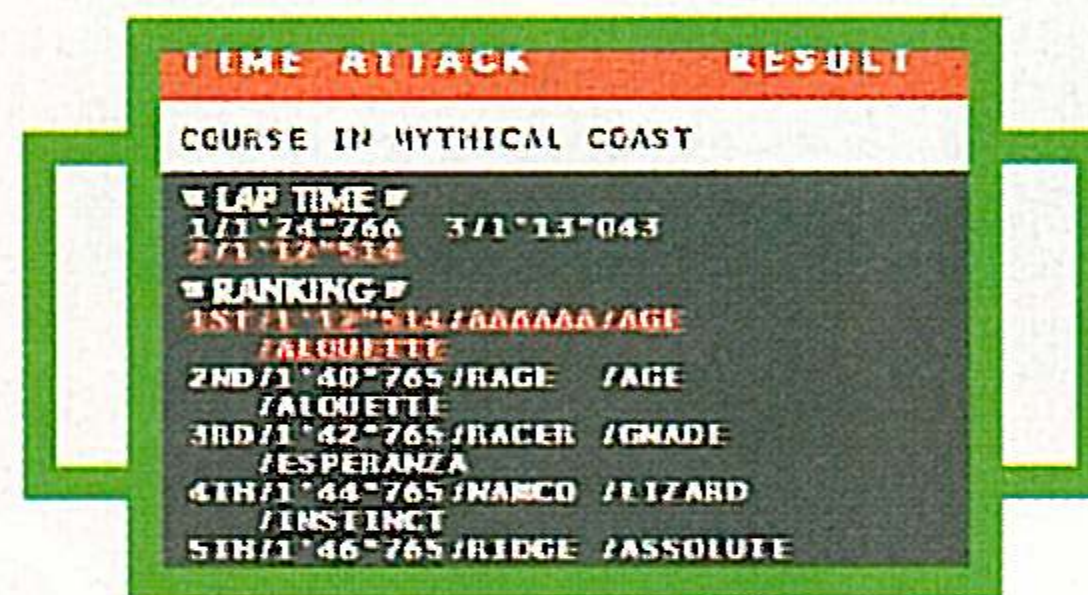 TIME ATTACK RESULT
COURSE IN MYTHICAL COAST
LAP TIME
1/1'24"766 3/1'13"043
2/1'12"514
RANKING
1ST/1'12"514/AAAAAA/AGE
/ALOUETTE
2ND/1'40"765/RAGE /AGE
/ALOUETTE
3RD/1'42"765/RACER /GNADE
/ESPERANZA
4TH/1'44"765/NAMCO /LIZARD
/INSTINCT
5TH/1'46"765/RIDGE /ASSOLUTE